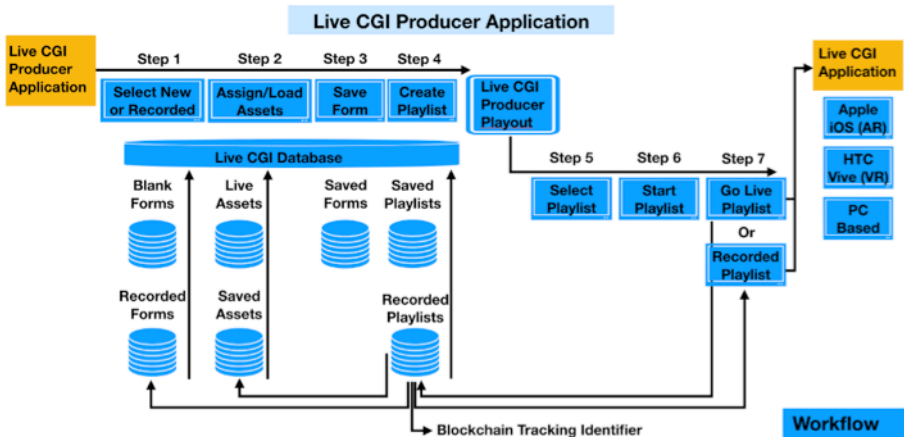 Live CGI Producer Application
Live CGI
Producer
Application
Step 1
Step 2
Step 3
Step 4
Select New
or Recorded
Assign/Load
Assets
Save
Form
Create
Playlist
Live CGI
Producer
Playout
Live CGI
Application
Apple
iOS (AR)
HTC
Vive (VR)
PC
Based
Live CGI Database
Step 5
Step 6
Step 7
Select
Playlist
Start
Playlist
Go Live
Playlist
Or
Recorded
Playlist
Blank
Forms
Live
Assets
Saved
Forms
Saved
Playlists
Recorded
Forms
Saved
Assets
Recorded
Playlists
Blockchain Tracking Identifier
Workflow